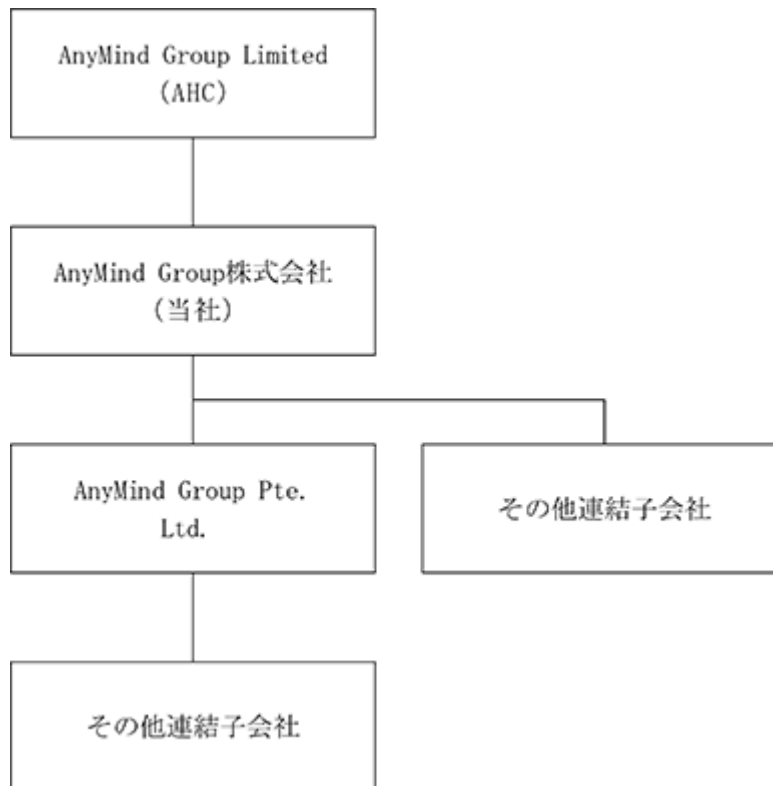 AnyMind Group Limited
(AHC)
AnyMind Group株式会社
(当社)
AnyMind Group Pte.
Ltd.
その他連結子会社
その他連結子会社